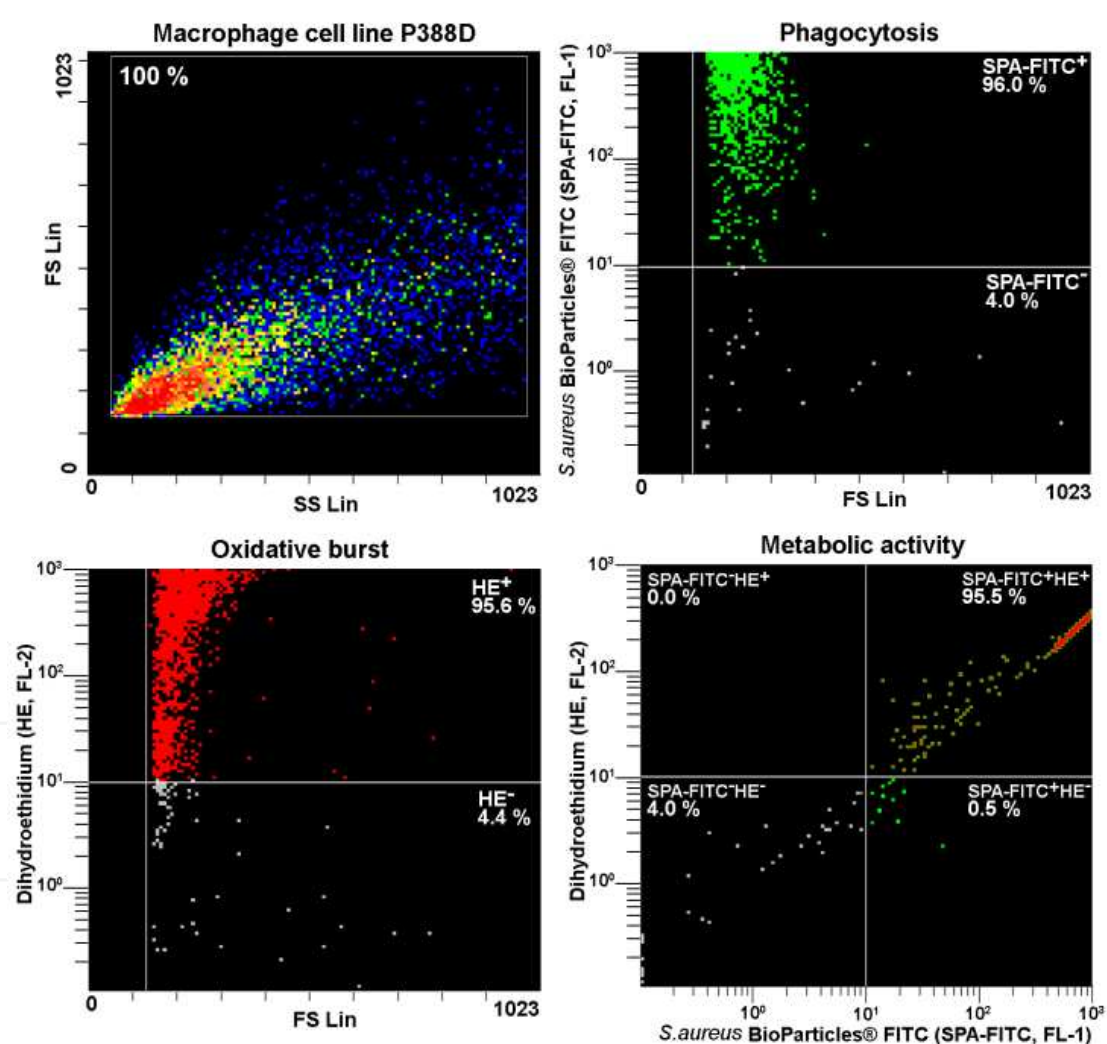 Macrophage cell line P388D
100 %
1023
FS Lin
0
0
SS Lin
1023
Phagocytosis
10³
10²
10¹
10⁰
S.aureus BioParticles® FITC (SPA-FITC, FL-1)
SPA-FITC⁺
96.0 %
SPA-FITC⁻
4.0 %
0
FS Lin
1023
Oxidative burst
10³
10²
10¹
10⁰
Dihydroethidium (HE, FL-2)
HE⁺
95.6 %
HE⁻
4.4 %
0
FS Lin
1023
Metabolic activity
10³
10²
10¹
10⁰
Dihydroethidium (HE, FL-2)
SPA-FITC⁻HE⁺
0.0 %
SPA-FITC⁺HE⁺
95.5 %
SPA-FITC⁻HE⁻
4.0 %
SPA-FITC⁺HE⁻
0.5 %
10⁰ 10¹ 10² 10³
S.aureus BioParticles® FITC (SPA-FITC, FL-1)